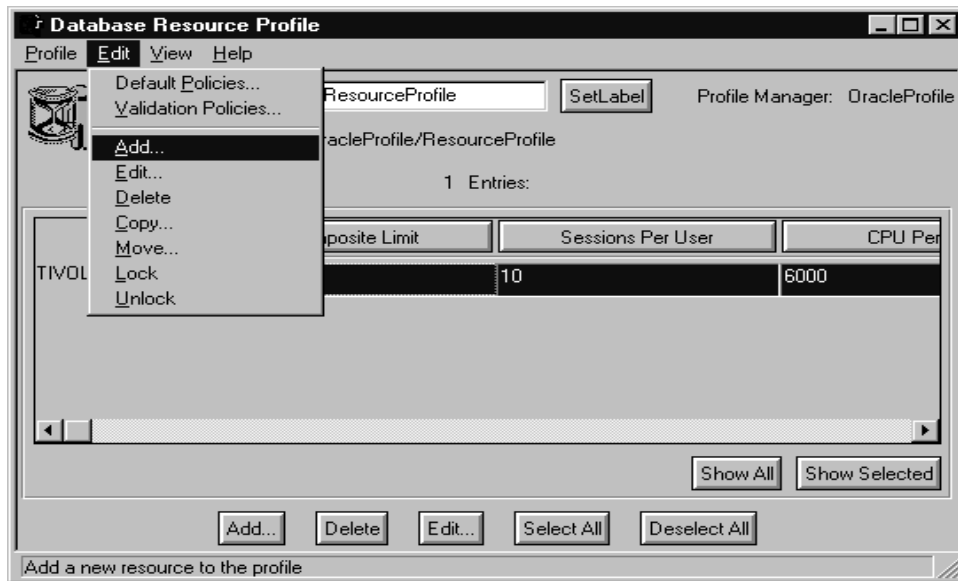 Database Resource Profile
Profile Edit View Help
Default Policies...
Validation Policies...
Add...
Edit...
Delete
Copy...
Move...
Lock
Unlock
ResourceProfile SetLabel Profile Manager: OracleProfile
racleProfile/ResourceProfile
1 Entries:
posite Limit Sessions Per User CPU Per
TIVOL 10 6000
Show All Show Selected
Add... Delete Edit... Select All Deselect All
Add a new resource to the profile